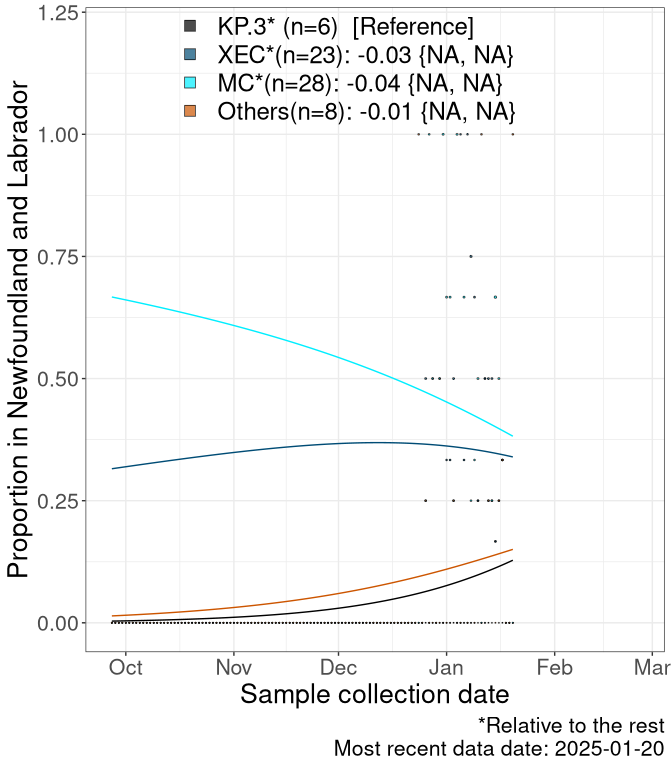 KP.3* (n=6)  [Reference]
XEC*(n=23): -0.03 {NA, NA}
MC*(n=28): -0.04 {NA, NA}
Others(n=8): -0.01 {NA, NA}
Proportion in Newfoundland and Labrador
1.25
1.00
0.75
0.50
0.25
0.00
Oct Nov Dec Jan Feb Mar
Sample collection date
*Relative to the rest
Most recent data date: 2025-01-20